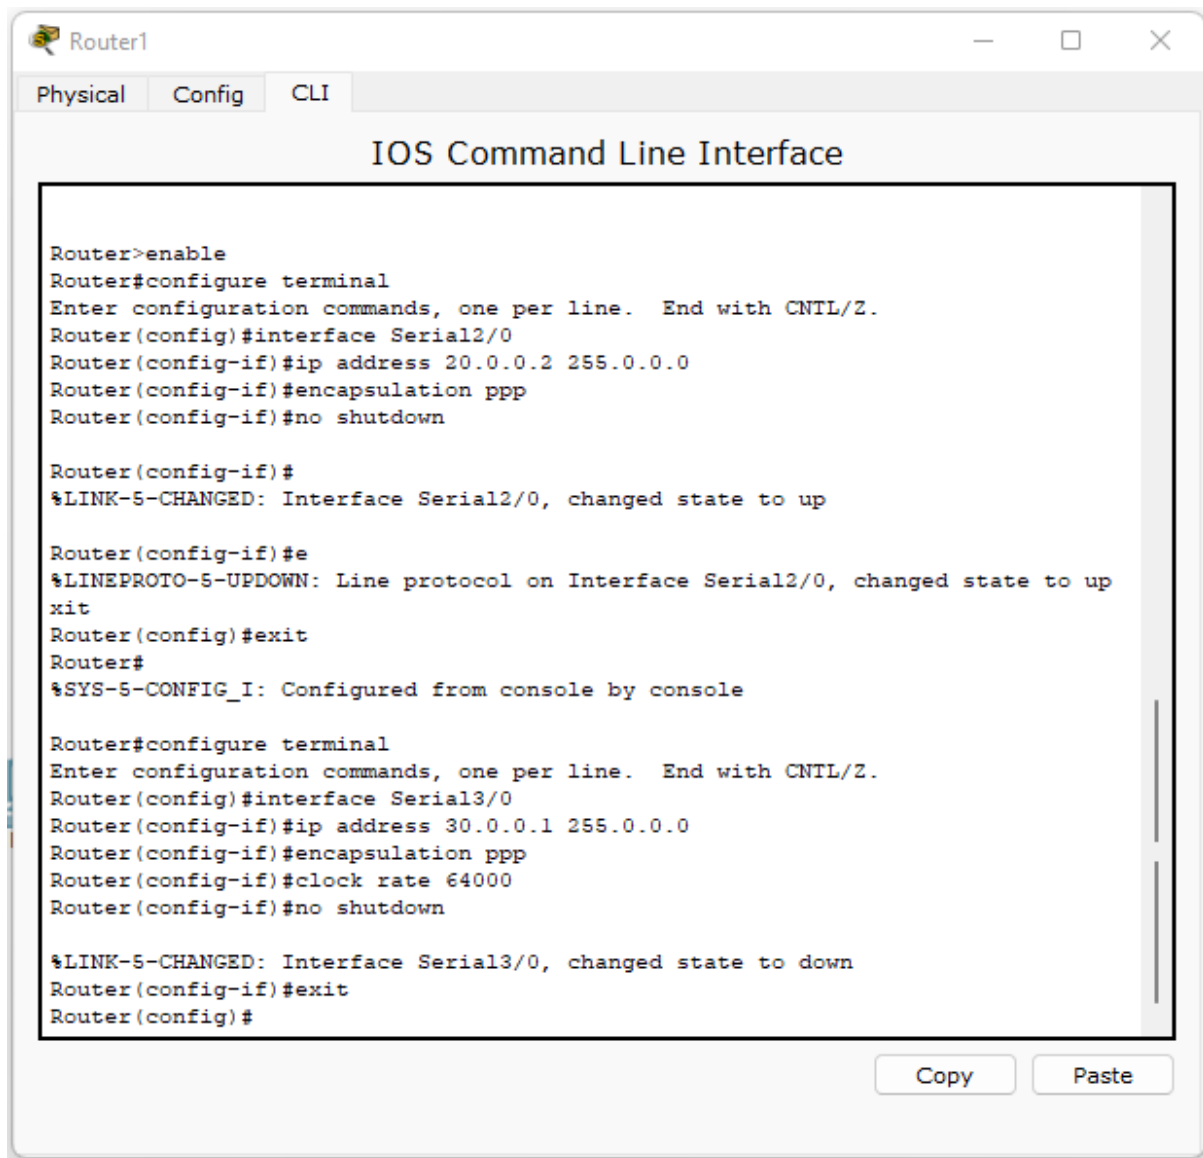 Router1
Physical Config CLI
IOS Command Line Interface
Router>enable
Router#configure terminal
Enter configuration commands, one per line.  End with CNTL/Z.
Router(config)#interface Serial2/0
Router(config-if)#ip address 20.0.0.2 255.0.0.0
Router(config-if)#encapsulation ppp
Router(config-if)#no shutdown
Router(config-if)#
%LINK-5-CHANGED: Interface Serial2/0, changed state to up
Router(config-if)#e
%LINEPROTO-5-UPDOWN: Line protocol on Interface Serial2/0, changed state to up
xit
Router(config)#exit
Router#
%SYS-5-CONFIG_I: Configured from console by console
Router#configure terminal
Enter configuration commands, one per line.  End with CNTL/Z.
Router(config)#interface Serial3/0
Router(config-if)#ip address 30.0.0.1 255.0.0.0
Router(config-if)#encapsulation ppp
Router(config-if)#clock rate 64000
Router(config-if)#no shutdown
%LINK-5-CHANGED: Interface Serial3/0, changed state to down
Router(config-if)#exit
Router(config)#
Copy Paste